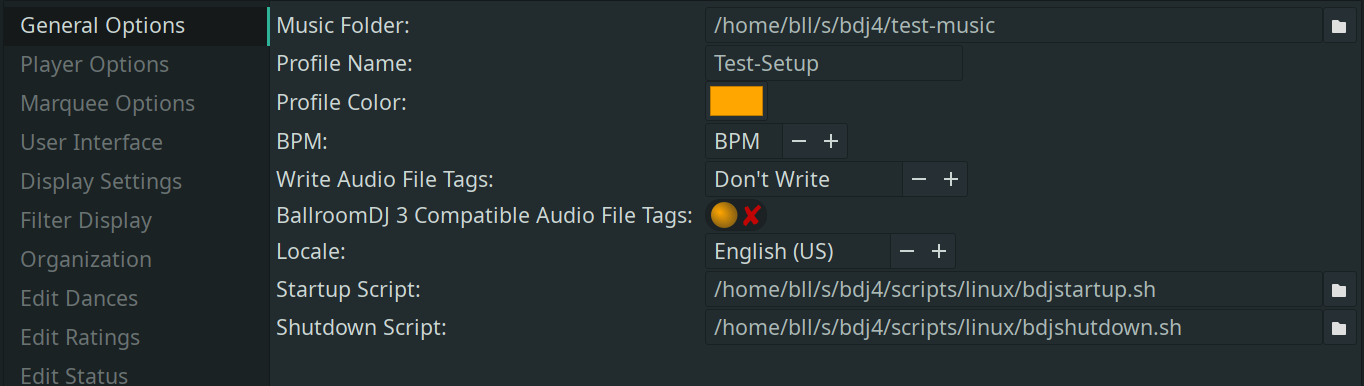 General Options
Player Options
Marquee Options
User Interface
Display Settings
Filter Display
Organization
Edit Dances
Edit Ratings
Edit Status
Music Folder: /home/bll/s/bdj4/test-music
Profile Name: Test-Setup
Profile Color:
BPM: BPM − +
Write Audio File Tags: Don't Write − +
BallroomDJ 3 Compatible Audio File Tags: ✘
Locale: English (US) − +
Startup Script: /home/bll/s/bdj4/scripts/linux/bdjstartup.sh
Shutdown Script: /home/bll/s/bdj4/scripts/linux/bdjshutdown.sh